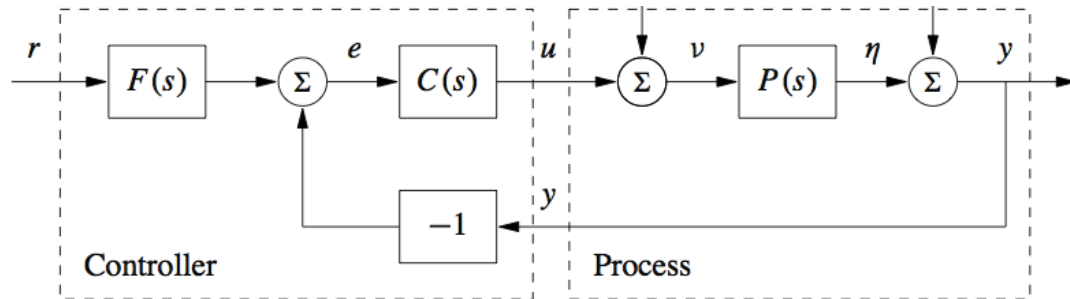 r F(s) Σ e C(s) u Σ ν P(s) η Σ y
−1 y
Controller Process